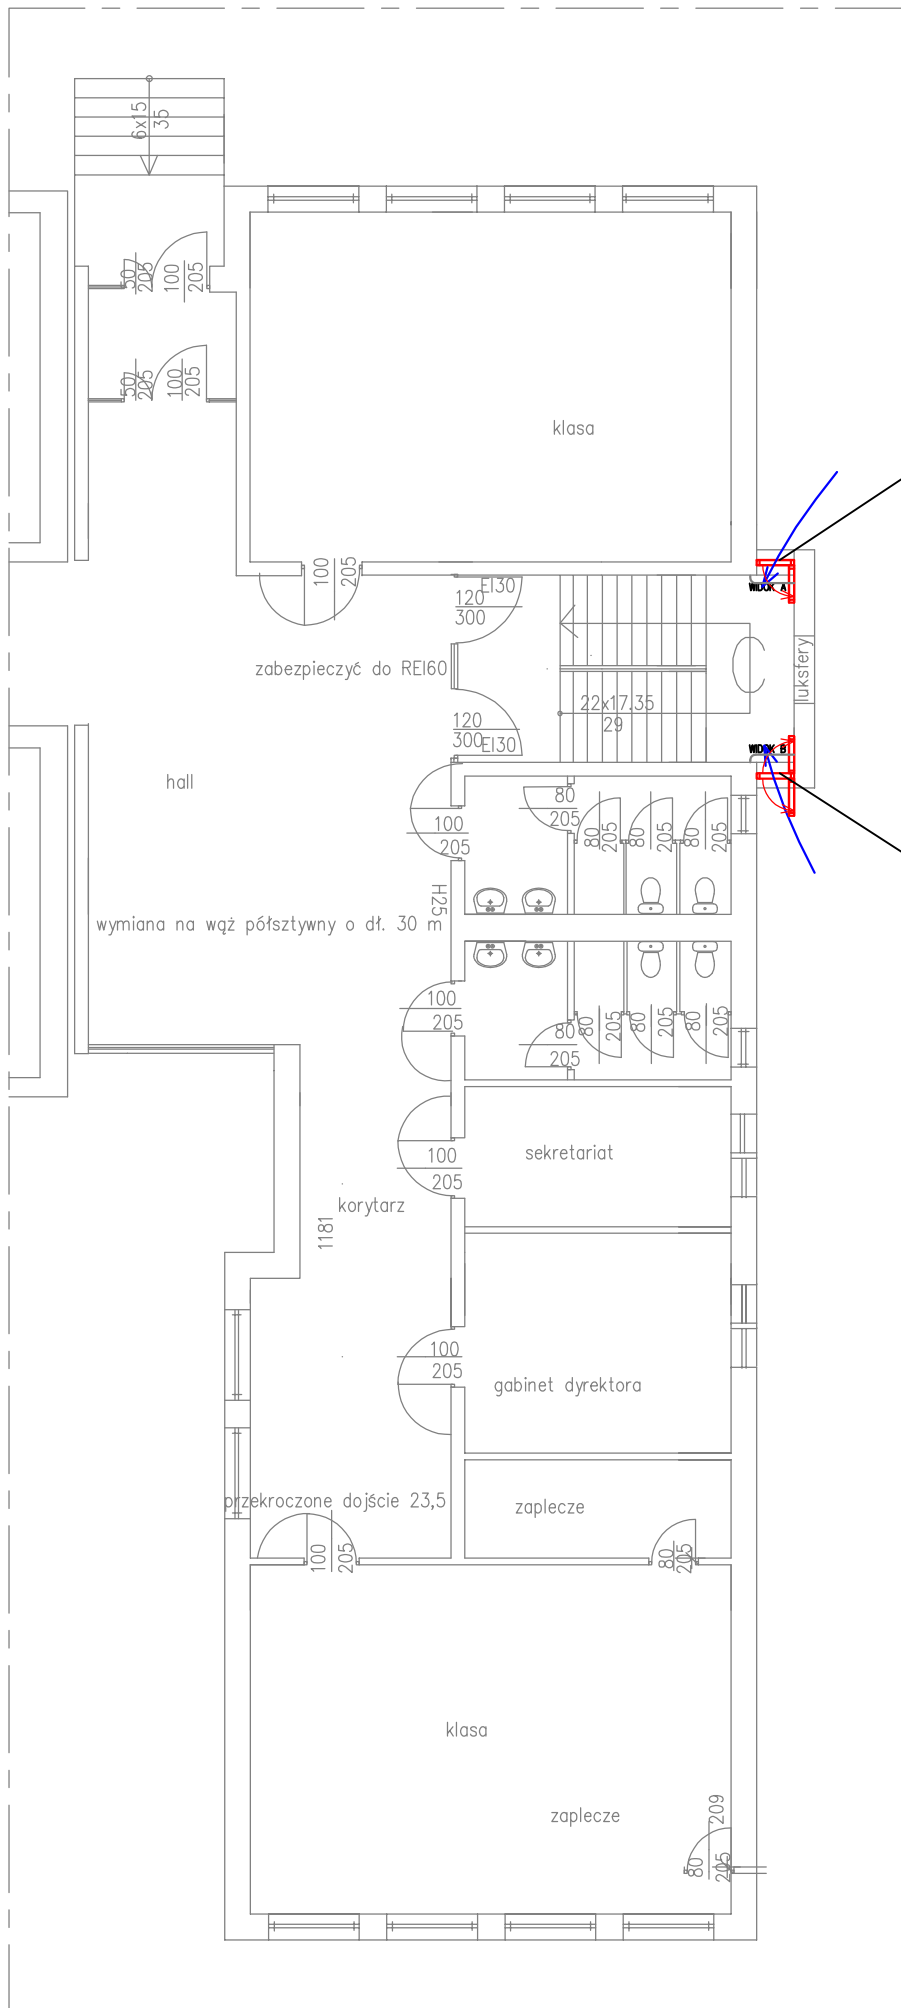 6x15
35
50
205
100
205
50
205
100
205
klasa
100
205
EI30
120
300
WIDOK A
zabezpieczyć do REI60
luksfery
22x17.35
29
120
300
EI30
WIDOK B
hall
80
205
80
205
80
205
80
205
100
205
H25
wymiana na wąż półsztywny o dł. 30 m
100
205
80
205
80
205
80
205
80
205
100
205
sekretariat
korytarz
1181
100
205
gabinet dyrektora
przekroczone dojście 23,5
zaplecze
100
205
80
205
klasa
zaplecze
209
80
205